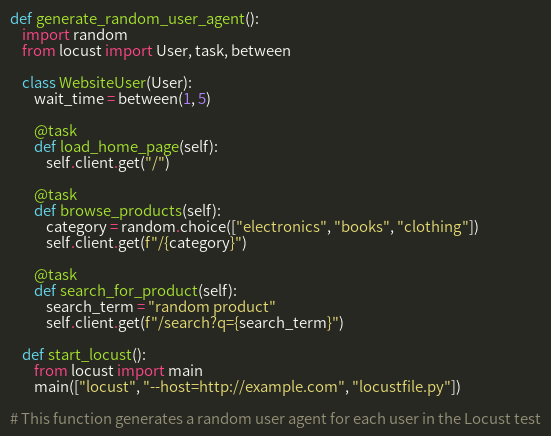 def generate_random_user_agent():
    import random
    from locust import User, task, between

    class WebsiteUser(User):
        wait_time = between(1, 5)

        @task
        def load_home_page(self):
            self.client.get("/")

        @task
        def browse_products(self):
            category = random.choice(["electronics", "books", "clothing"])
            self.client.get(f"/{category}")

        @task
        def search_for_product(self):
            search_term = "random product"
            self.client.get(f"/search?q={search_term}")

    def start_locust():
        from locust import main
        main(["locust", "--host=http://example.com", "locustfile.py"])

# This function generates a random user agent for each user in the Locust test